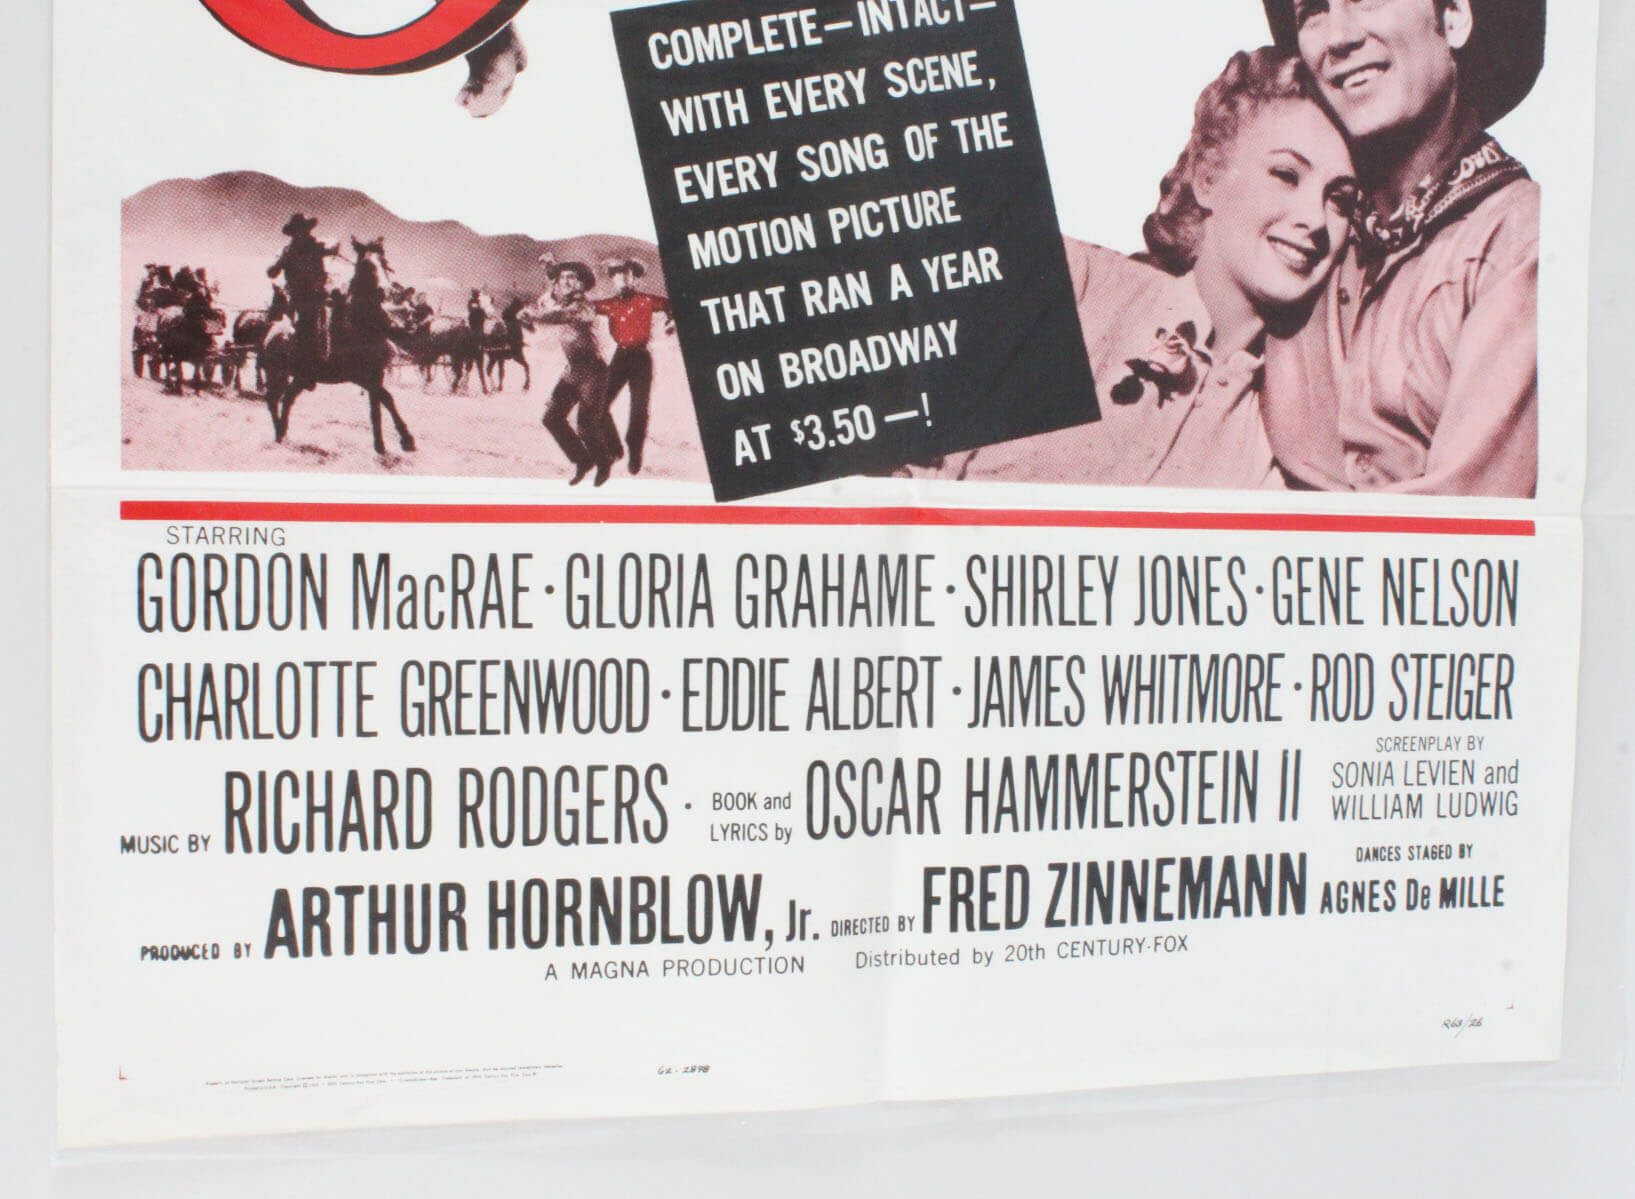 COMPLETE—INTACT—
WITH EVERY SCENE,
EVERY SONG OF THE
MOTION PICTURE
THAT RAN A YEAR
ON BROADWAY
AT $3.50—!
STARRING
GORDON MacRAE · GLORIA GRAHAME · SHIRLEY JONES · GENE NELSON
CHARLOTTE GREENWOOD · EDDIE ALBERT · JAMES WHITMORE · ROD STEIGER
MUSIC BY RICHARD RODGERS · BOOK and LYRICS by OSCAR HAMMERSTEIN II
SCREENPLAY BY
SONIA LEVIEN and
WILLIAM LUDWIG
PRODUCED BY ARTHUR HORNBLOW, Jr. DIRECTED BY FRED ZINNEMANN
DANCES STAGED BY
AGNES De MILLE
A MAGNA PRODUCTION
Distributed by 20th CENTURY-FOX
R63/26
62-2898